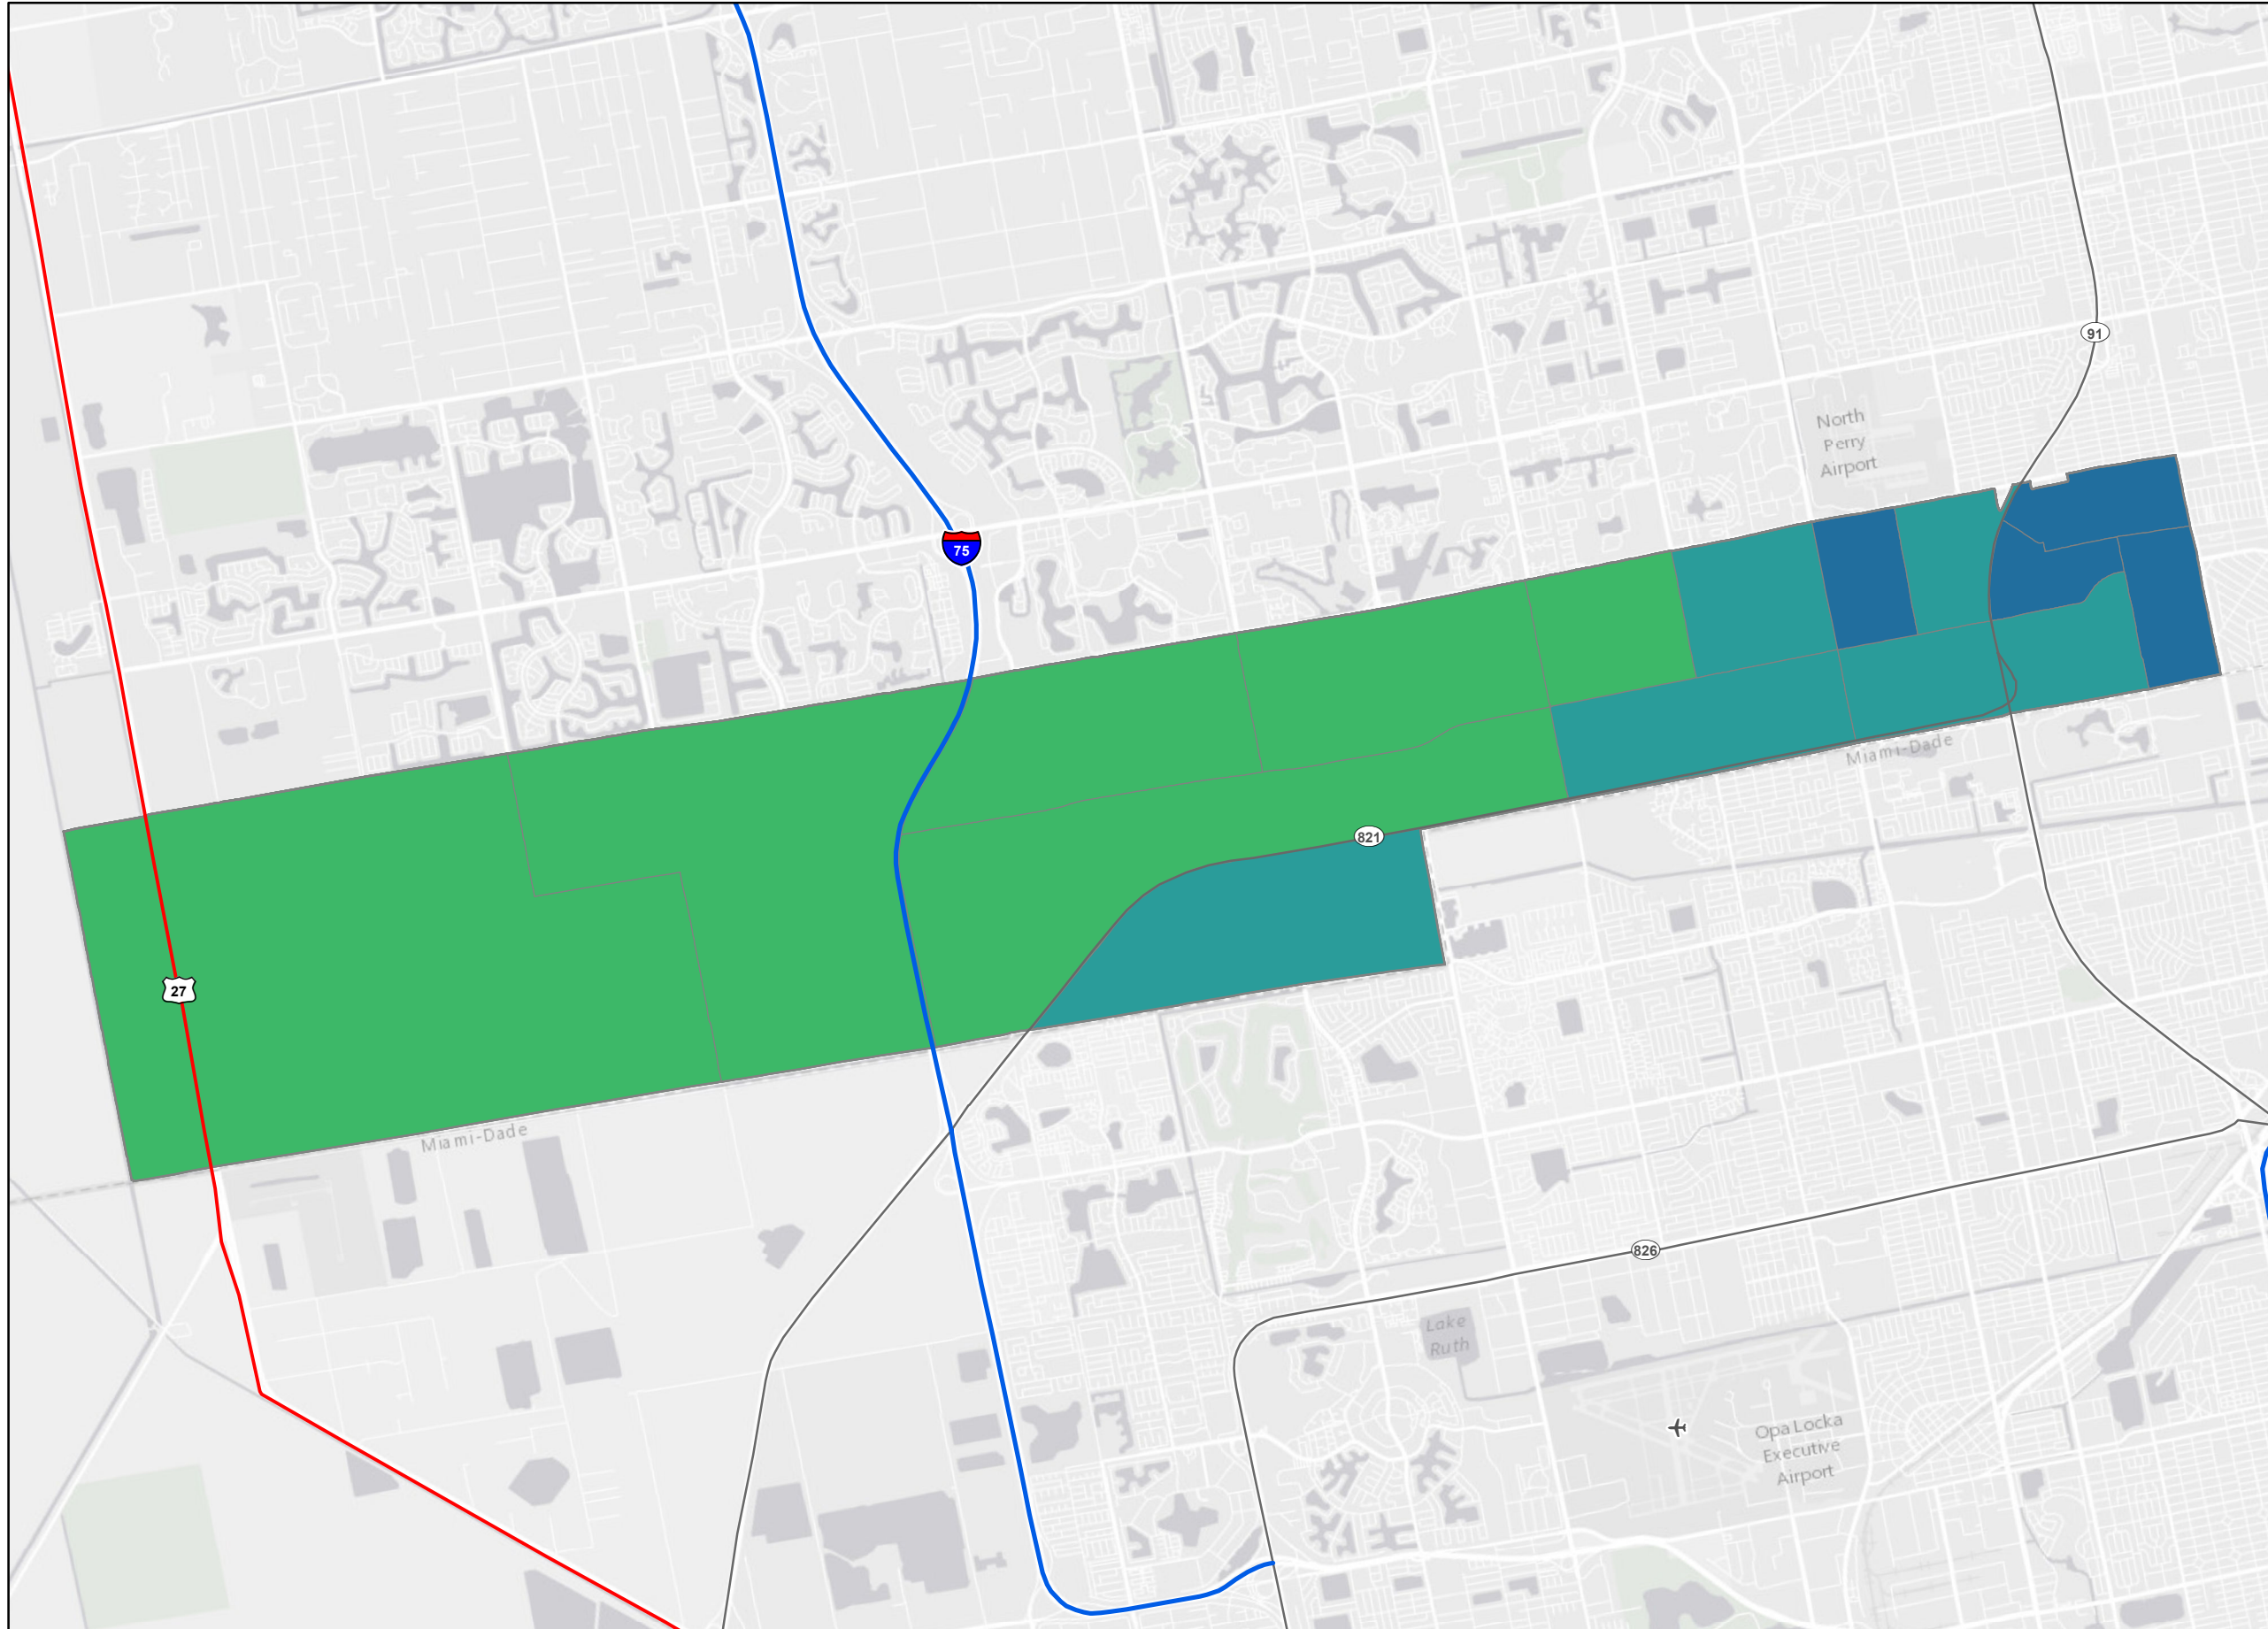 91
North
Perry
Airport
75
Miami-Dade
821
27
Miami-Dade
826
Lake
Ruth
Opa Locka
Executive
Airport